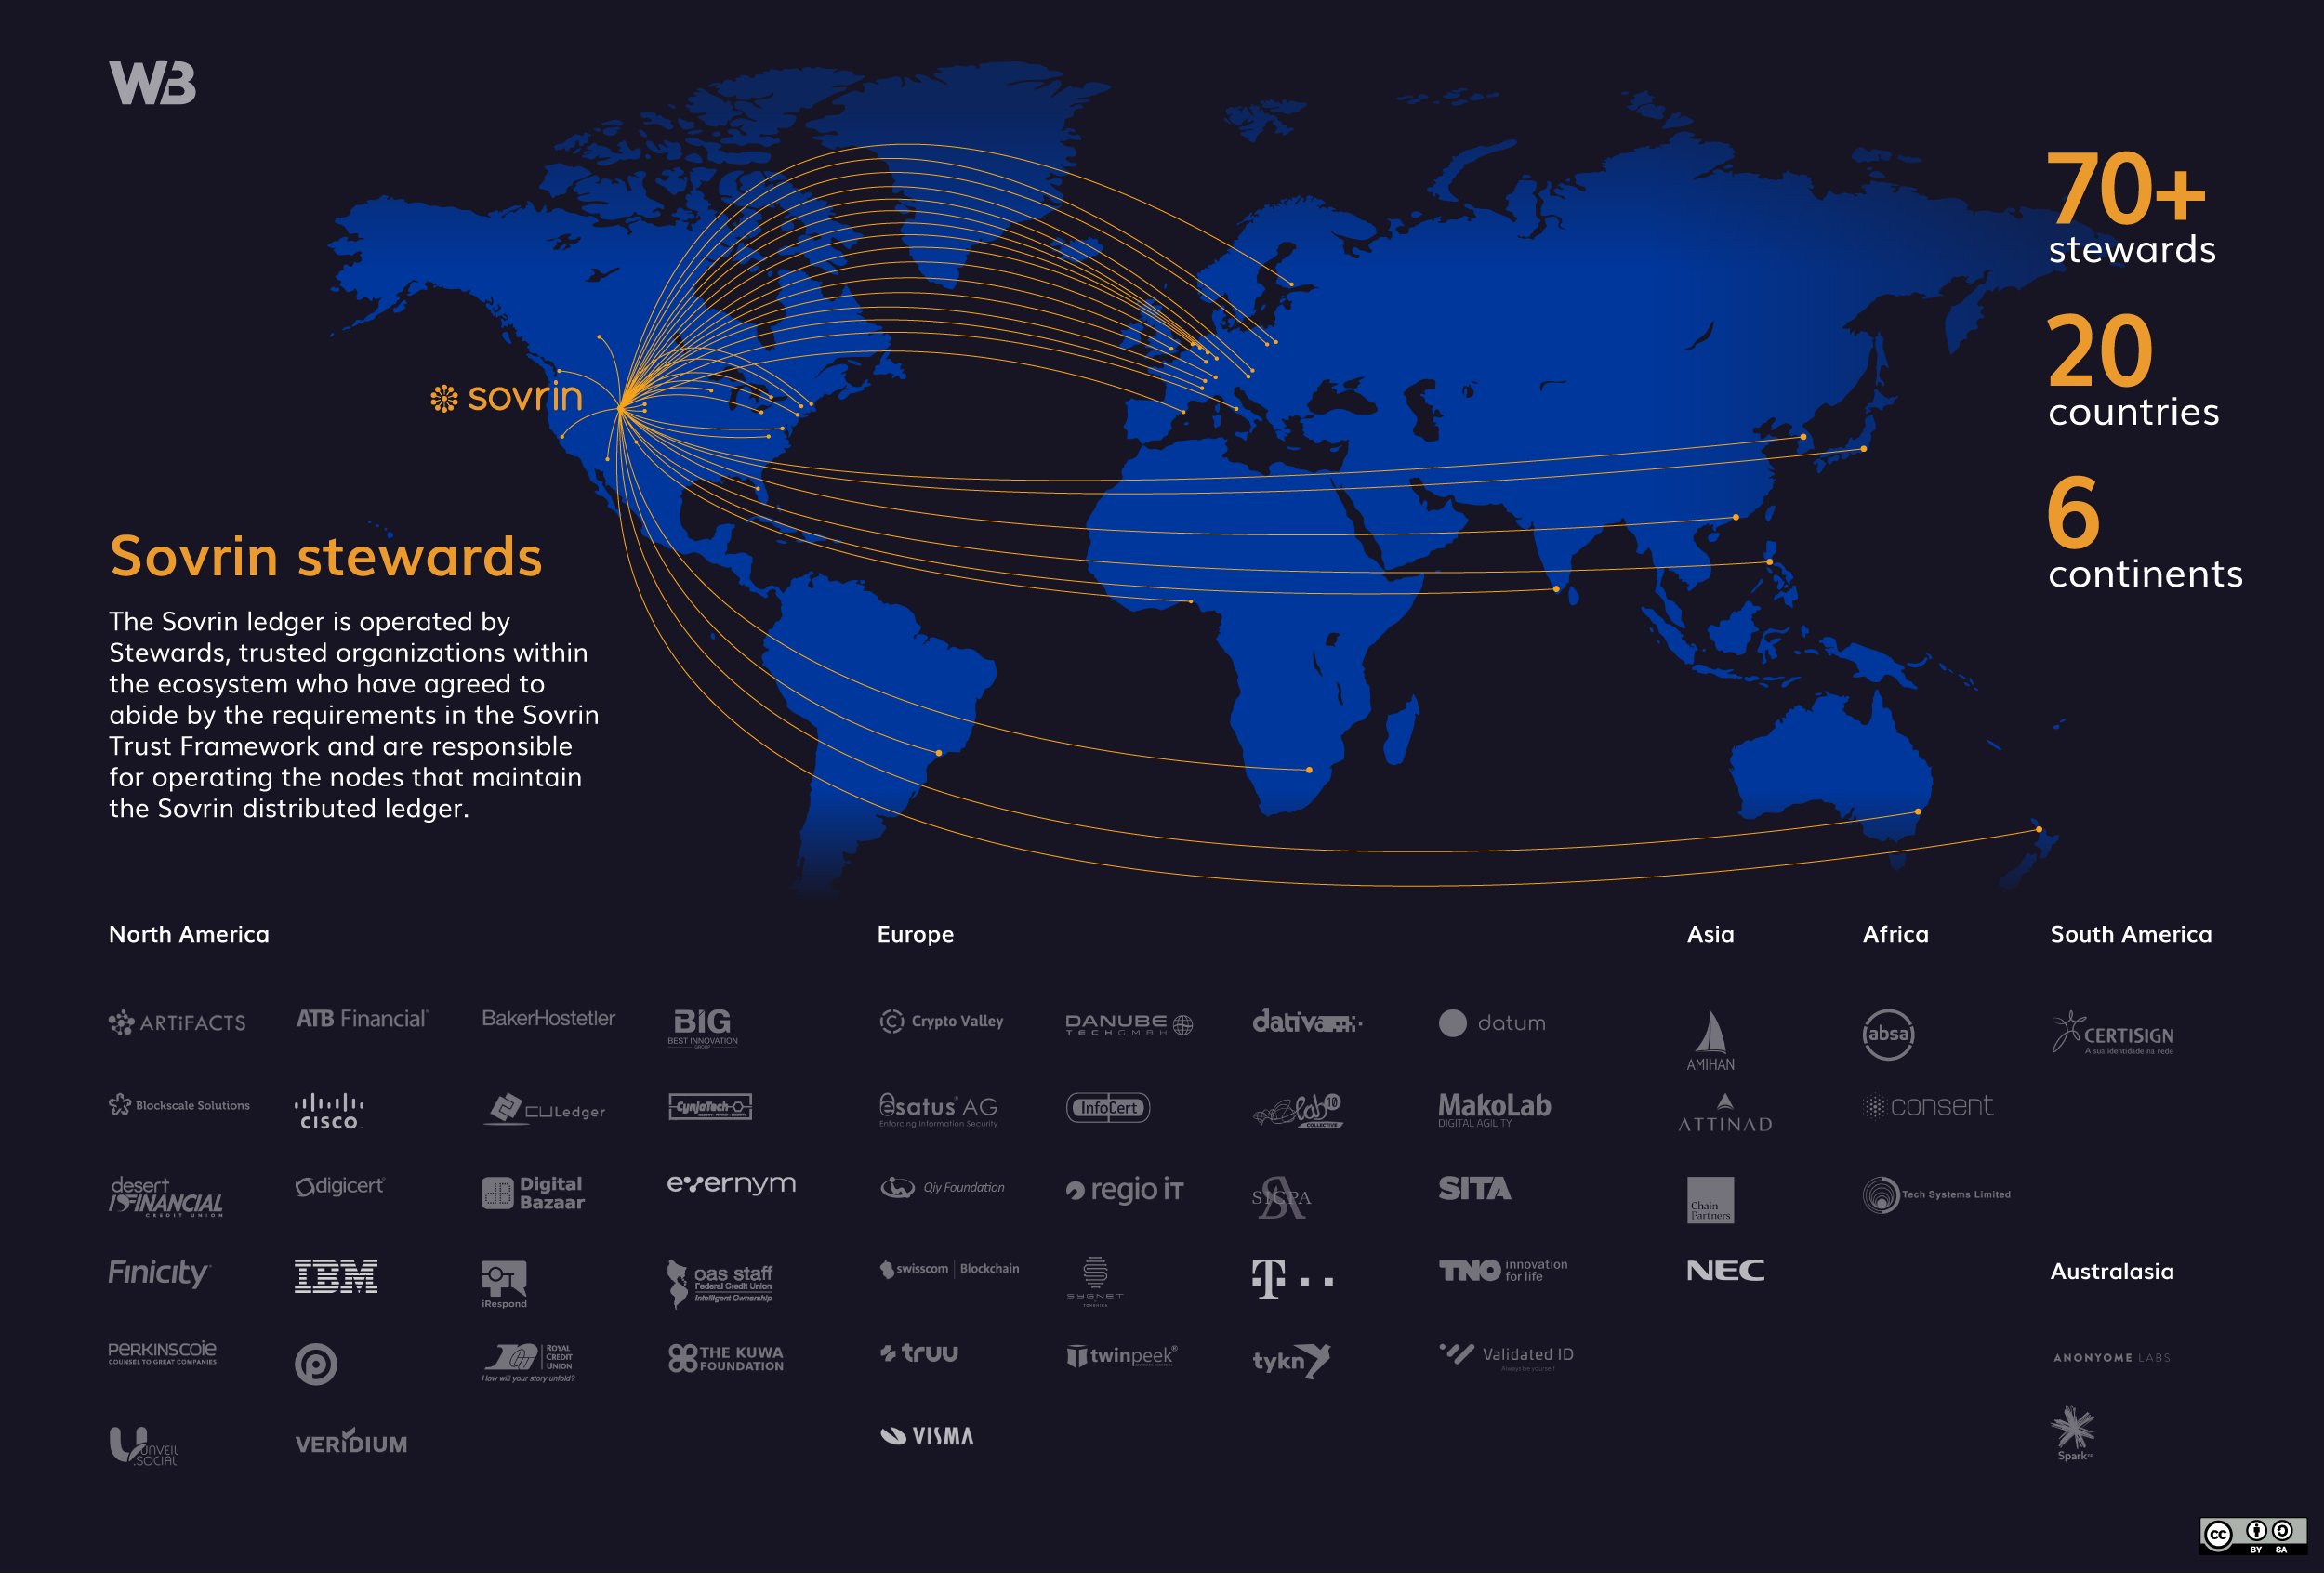 WB
70+
stewards
20
countries
6
continents
sovrin
Sovrin stewards
The Sovrin ledger is operated by
Stewards, trusted organizations within
the ecosystem who have agreed to
abide by the requirements in the Sovrin
Trust Framework and are responsible
for operating the nodes that maintain
the Sovrin distributed ledger.
North America
ARTiFACTS
ATB Financial®
BakerHostetler
BIG
BEST INNOVATION
GROUP
Blockscale Solutions
CISCO
CULedger
CynjaTech
desert
FINANCIAL
CREDIT UNION
digicert®
Digital
Bazaar
evernym
Finicity
IBM
iRespond
oas staff
Federal Credit Union
Intelligent Ownership
PERKINSCOIE
COUNSEL TO GREAT COMPANIES
P
RCU
ROYAL
CREDIT
UNION
How will your story unfold?
THE KUWA
FOUNDATION
UNVEIL
.SOCIAL
VERIDIUM
Europe
Crypto Valley
DANUBE
TECH GMBH
dativa
datum
esatus® AG
Enforcing Information Security
InfoCert
lab10
COLLECTIVE
MakoLab
DIGITAL AGILITY
Qiy Foundation
regio iT
SICPA
SITA
swisscom | Blockchain
SYGNET
T
TNO innovation
for life
truu
twinpeek®
tykn
Validated ID
Always be yourself
VISMA
Asia
AMIHAN
ATTINAD
Chain
Partners
NEC
Africa
absa
consent
Tech Systems Limited
South America
CERTISIGN
A sua identidade na rede
Australasia
ANONYOME LABS
Spark
cc
BY SA